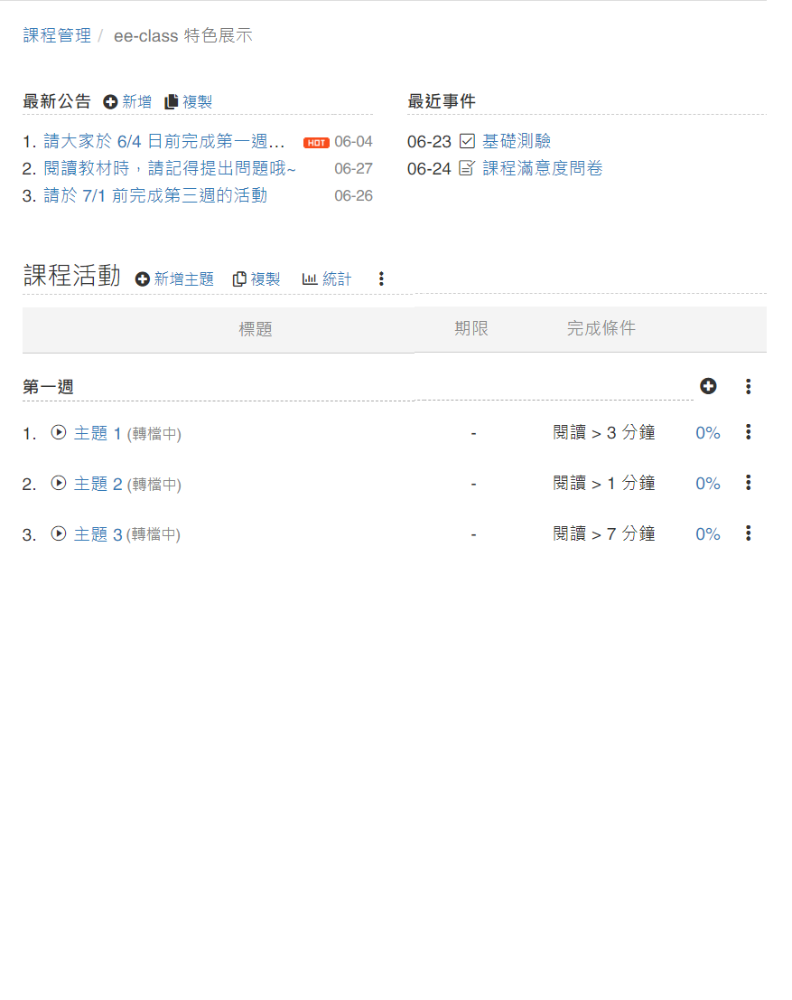 課程管理 / ee-class 特色展示
最新公告 新增 複製
1. 請大家於 6/4 日前完成第一週... HOT 06-04
2. 閱讀教材時，請記得提出問題哦~ 06-27
3. 請於 7/1 前完成第三週的活動 06-26
最近事件
06-23 基礎測驗
06-24 課程滿意度問卷
課程活動 新增主題 複製 統計
標題 期限 完成條件
第一週
1. 主題 1 (轉檔中) - 閱讀 > 3 分鐘 0%
2. 主題 2 (轉檔中) - 閱讀 > 1 分鐘 0%
3. 主題 3 (轉檔中) - 閱讀 > 7 分鐘 0%